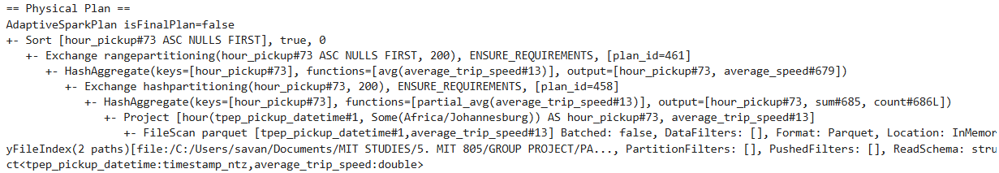 == Physical Plan ==
AdaptiveSparkPlan isFinalPlan=false
+- Sort [hour_pickup#73 ASC NULLS FIRST], true, 0
   +- Exchange rangepartitioning(hour_pickup#73 ASC NULLS FIRST, 200), ENSURE_REQUIREMENTS, [plan_id=461]
      +- HashAggregate(keys=[hour_pickup#73], functions=[avg(average_trip_speed#13)], output=[hour_pickup#73, average_speed#679])
         +- Exchange hashpartitioning(hour_pickup#73, 200), ENSURE_REQUIREMENTS, [plan_id=458]
            +- HashAggregate(keys=[hour_pickup#73], functions=[partial_avg(average_trip_speed#13)], output=[hour_pickup#73, sum#685, count#686L])
               +- Project [hour(tpep_pickup_datetime#1, Some(Africa/Johannesburg)) AS hour_pickup#73, average_trip_speed#13]
                  +- FileScan parquet [tpep_pickup_datetime#1,average_trip_speed#13] Batched: false, DataFilters: [], Format: Parquet, Location: InMemor
yFileIndex(2 paths)[file:/C:/Users/savan/Documents/MIT STUDIES/5. MIT 805/GROUP PROJECT/PA..., PartitionFilters: [], PushedFilters: [], ReadSchema: stru
ct<tpep_pickup_datetime:timestamp_ntz,average_trip_speed:double>